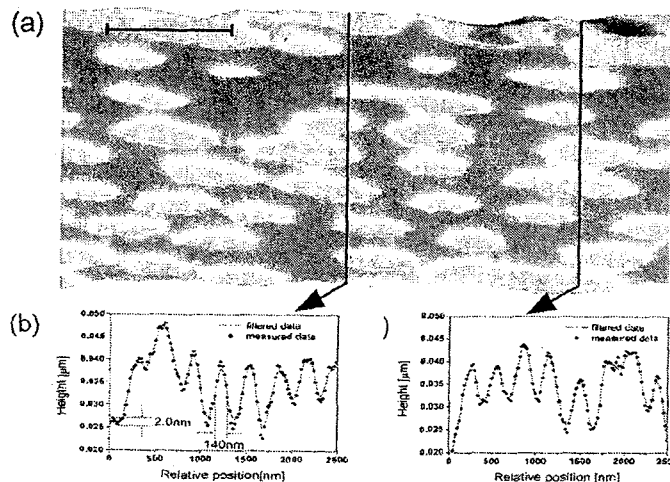 (a)
(b)
0.050
0.040
0.035
0.030
0.025
0.020
Height [µm]
filtered data
measured data
2.0nm
140nm
0 500 1000 1500 2000 2500
Relative position[nm]
)
0.050
0.045
0.040
0.035
0.030
0.025
0.020
Height [µm]
filtered data
measured data
0 500 1000 1500 2000 2500
Relative position [nm]